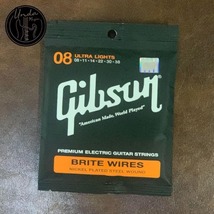 Unda
08 ULTRA LIGHTS
08•11•14•22•30•38
Gibson
"American Made, World Played"
PREMIUM ELECTRIC GUITAR STRINGS
BRITE WIRES
NICKEL PLATED STEEL WOUND